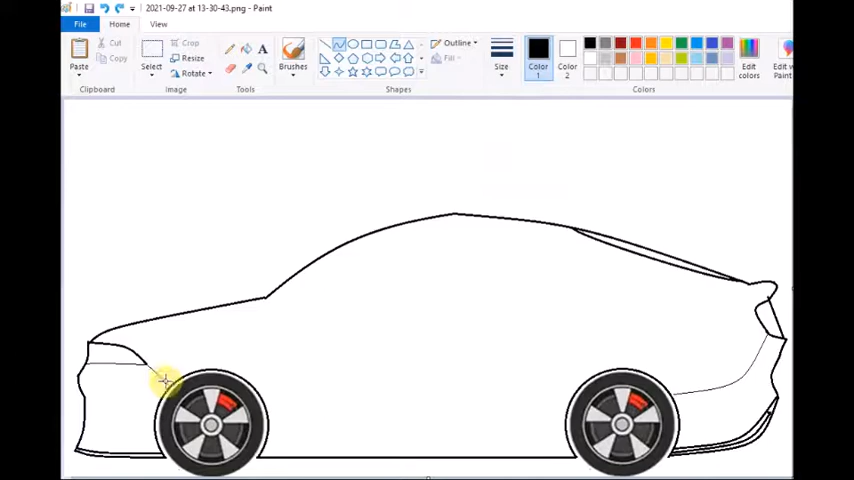 2021-09-27 at 13-30-43.png - Paint
File Home View
Paste
Cut
Copy
Clipboard
Select
Crop
Resize
Rotate
Image
A
Tools
Brushes
Outline
Fill
Shapes
Size
Color
1
Color
2
Edit
colors
Colors
Edit w
Paint